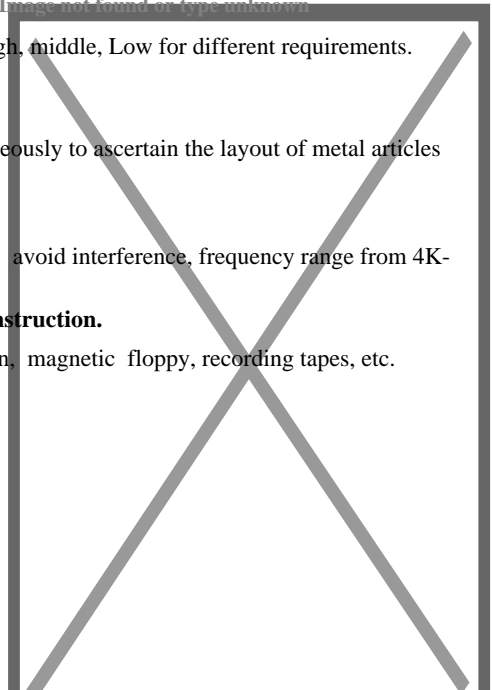 Image not found or type unknown
gh, middle, Low for different requirements.
eously to ascertain the layout of metal articles
avoid interference, frequency range from 4K-
nstruction.
n, magnetic floppy, recording tapes, etc.